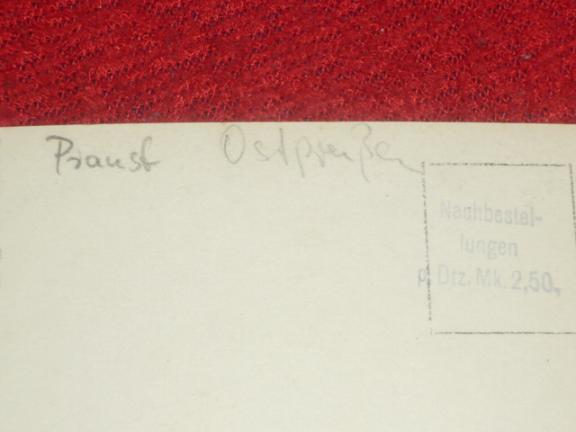 Praust Ostpreußen
Nachbestel-
lungen
p. Dtz. Mk. 2,50,